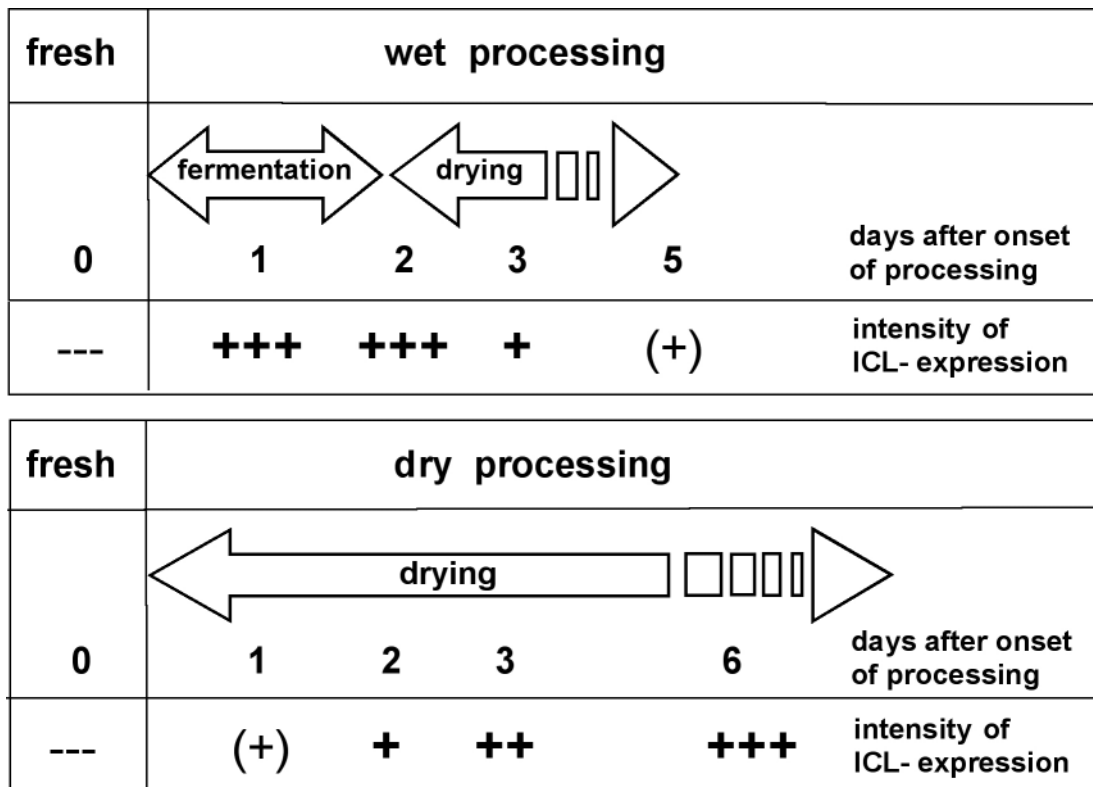 fresh wet processing
fermentation drying
0 1 2 3 5 days after onset
of processing
--- +++ +++ + (+) intensity of
ICL- expression
fresh dry processing
drying
0 1 2 3 6 days after onset
of processing
--- (+) + ++ +++ intensity of
ICL- expression